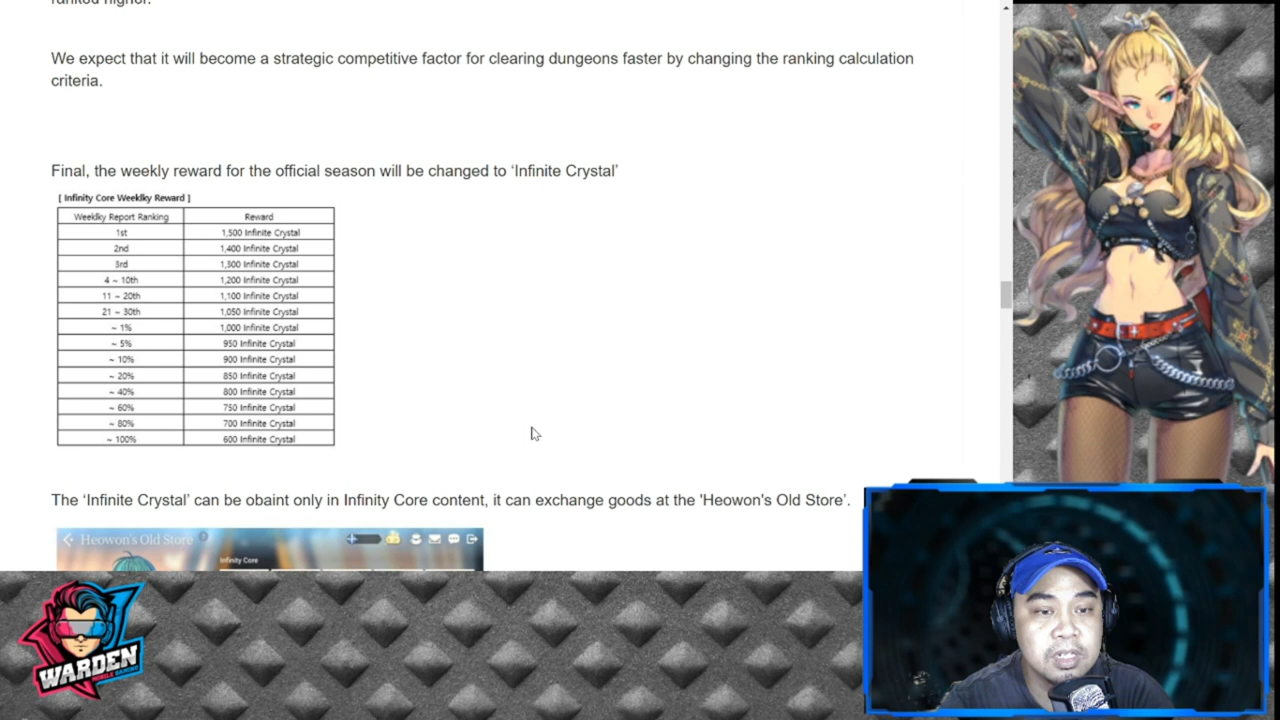 ranked higher.
We expect that it will become a strategic competitive factor for clearing dungeons faster by changing the ranking calculation
criteria.
Final, the weekly reward for the official season will be changed to ‘Infinite Crystal’
[ Infinity Core Weeklky Reward ]
Weeklky Report Ranking Reward
1st 1,500 Infinite Crystal
2nd 1,400 Infinite Crystal
3rd 1,300 Infinite Crystal
4 ~ 10th 1,200 Infinite Crystal
11 ~ 20th 1,100 Infinite Crystal
21 ~ 30th 1,050 Infinite Crystal
~ 1% 1,000 Infinite Crystal
~ 5% 950 Infinite Crystal
~ 10% 900 Infinite Crystal
~ 20% 850 Infinite Crystal
~ 40% 800 Infinite Crystal
~ 60% 750 Infinite Crystal
~ 80% 700 Infinite Crystal
~ 100% 600 Infinite Crystal
The ‘Infinite Crystal’ can be obaint only in Infinity Core content, it can exchange goods at the 'Heowon's Old Store’.
Heowon's Old Store
Infinity Core
WARDEN
MOBILE GAMING